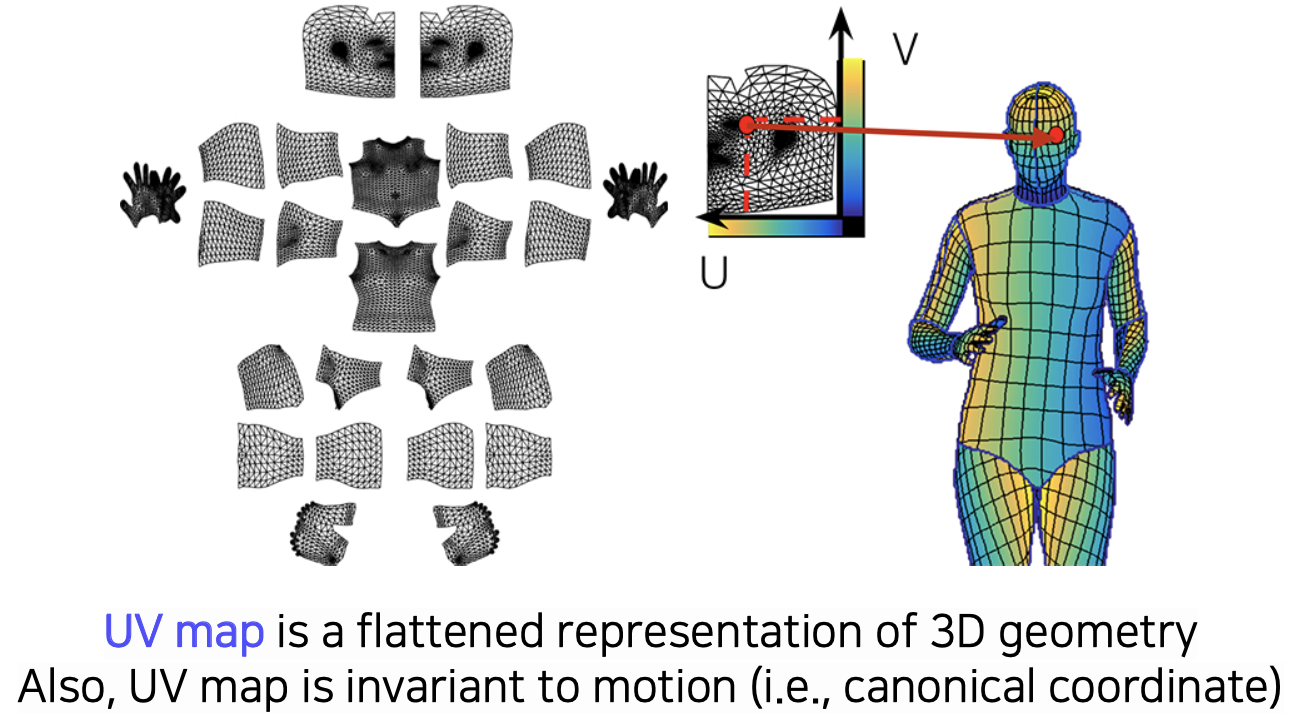 V
U
UV map is a flattened representation of 3D geometry
Also, UV map is invariant to motion (i.e., canonical coordinate)